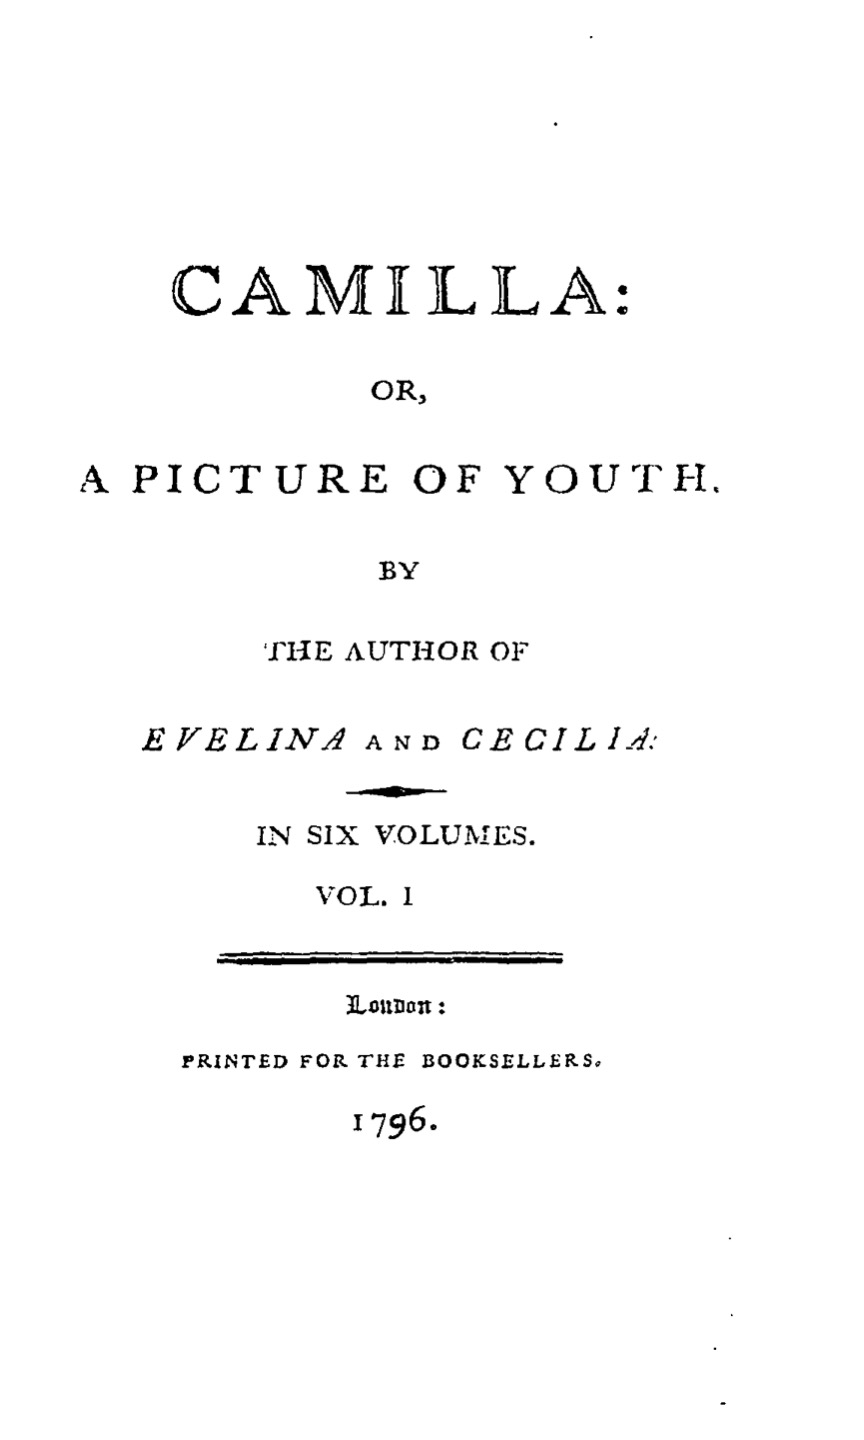 CAMILLA:
OR,
A PICTURE OF YOUTH.
BY
THE AUTHOR OF
EVELINA AND CECILIA:
IN SIX VOLUMES.
VOL. I
London:
PRINTED FOR THE BOOKSELLERS.
1796.